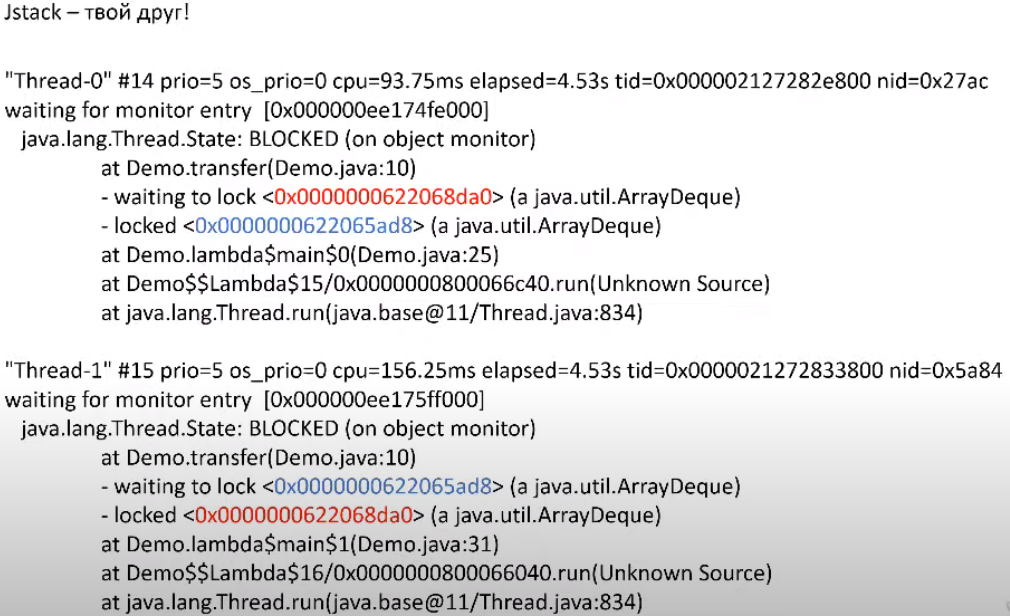 Jstack – твой друг!
"Thread-0" #14 prio=5 os_prio=0 cpu=93.75ms elapsed=4.53s tid=0x000002127282e800 nid=0x27ac
waiting for monitor entry [0x000000ee174fe000]
java.lang.Thread.State: BLOCKED (on object monitor)
at Demo.transfer(Demo.java:10)
- waiting to lock <0x0000000622068da0> (a java.util.ArrayDeque)
- locked <0x0000000622065ad8> (a java.util.ArrayDeque)
at Demo.lambda$main$0(Demo.java:25)
at Demo$$Lambda$15/0x0000000800066c40.run(Unknown Source)
at java.lang.Thread.run(java.base@11/Thread.java:834)
"Thread-1" #15 prio=5 os_prio=0 cpu=156.25ms elapsed=4.53s tid=0x0000021272833800 nid=0x5a84
waiting for monitor entry [0x000000ee175ff000]
java.lang.Thread.State: BLOCKED (on object monitor)
at Demo.transfer(Demo.java:10)
- waiting to lock <0x0000000622065ad8> (a java.util.ArrayDeque)
- locked <0x0000000622068da0> (a java.util.ArrayDeque)
at Demo.lambda$main$1(Demo.java:31)
at Demo$$Lambda$16/0x0000000800066040.run(Unknown Source)
at java.lang.Thread.run(java.base@11/Thread.java:834)